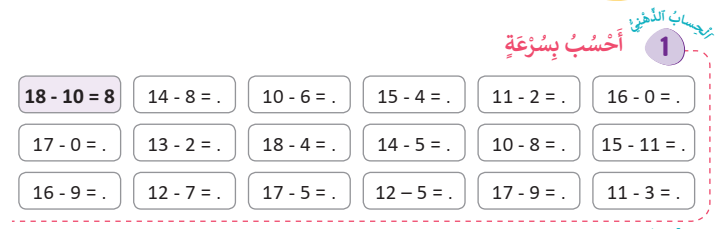 الْحِسابُ الذِّهْنِيُّ
1 أَحْسُبُ بِسُرْعَةٍ
18 - 10 = 8 14 - 8 = . 10 - 6 = . 15 - 4 = . 11 - 2 = . 16 - 0 = .
17 - 0 = . 13 - 2 = . 18 - 4 = . 14 - 5 = . 10 - 8 = . 15 - 11 = .
16 - 9 = . 12 - 7 = . 17 - 5 = . 12 – 5 = . 17 - 9 = . 11 - 3 = .